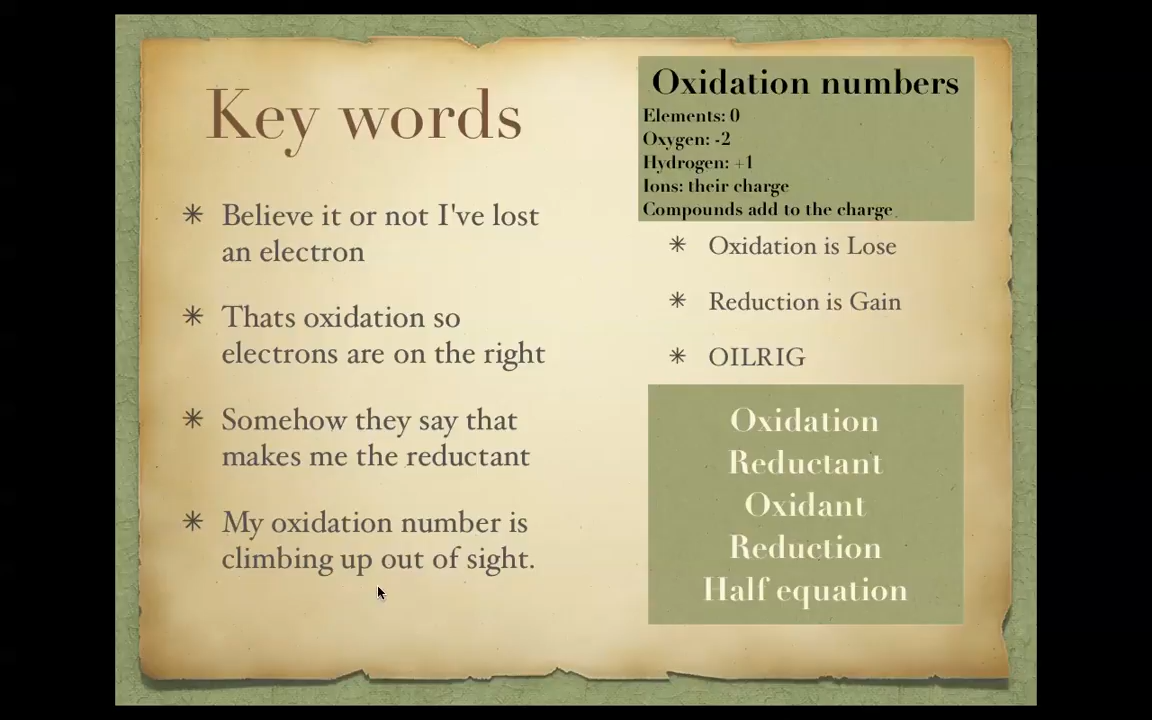 Key words
✳ Believe it or not I've lost
an electron
✳ Thats oxidation so
electrons are on the right
✳ Somehow they say that
makes me the reductant
✳ My oxidation number is
climbing up out of sight.
Oxidation numbers
Elements: 0
Oxygen: -2
Hydrogen: +1
Ions: their charge
Compounds add to the charge
✳ Oxidation is Lose
✳ Reduction is Gain
✳ OILRIG
Oxidation
Reductant
Oxidant
Reduction
Half equation